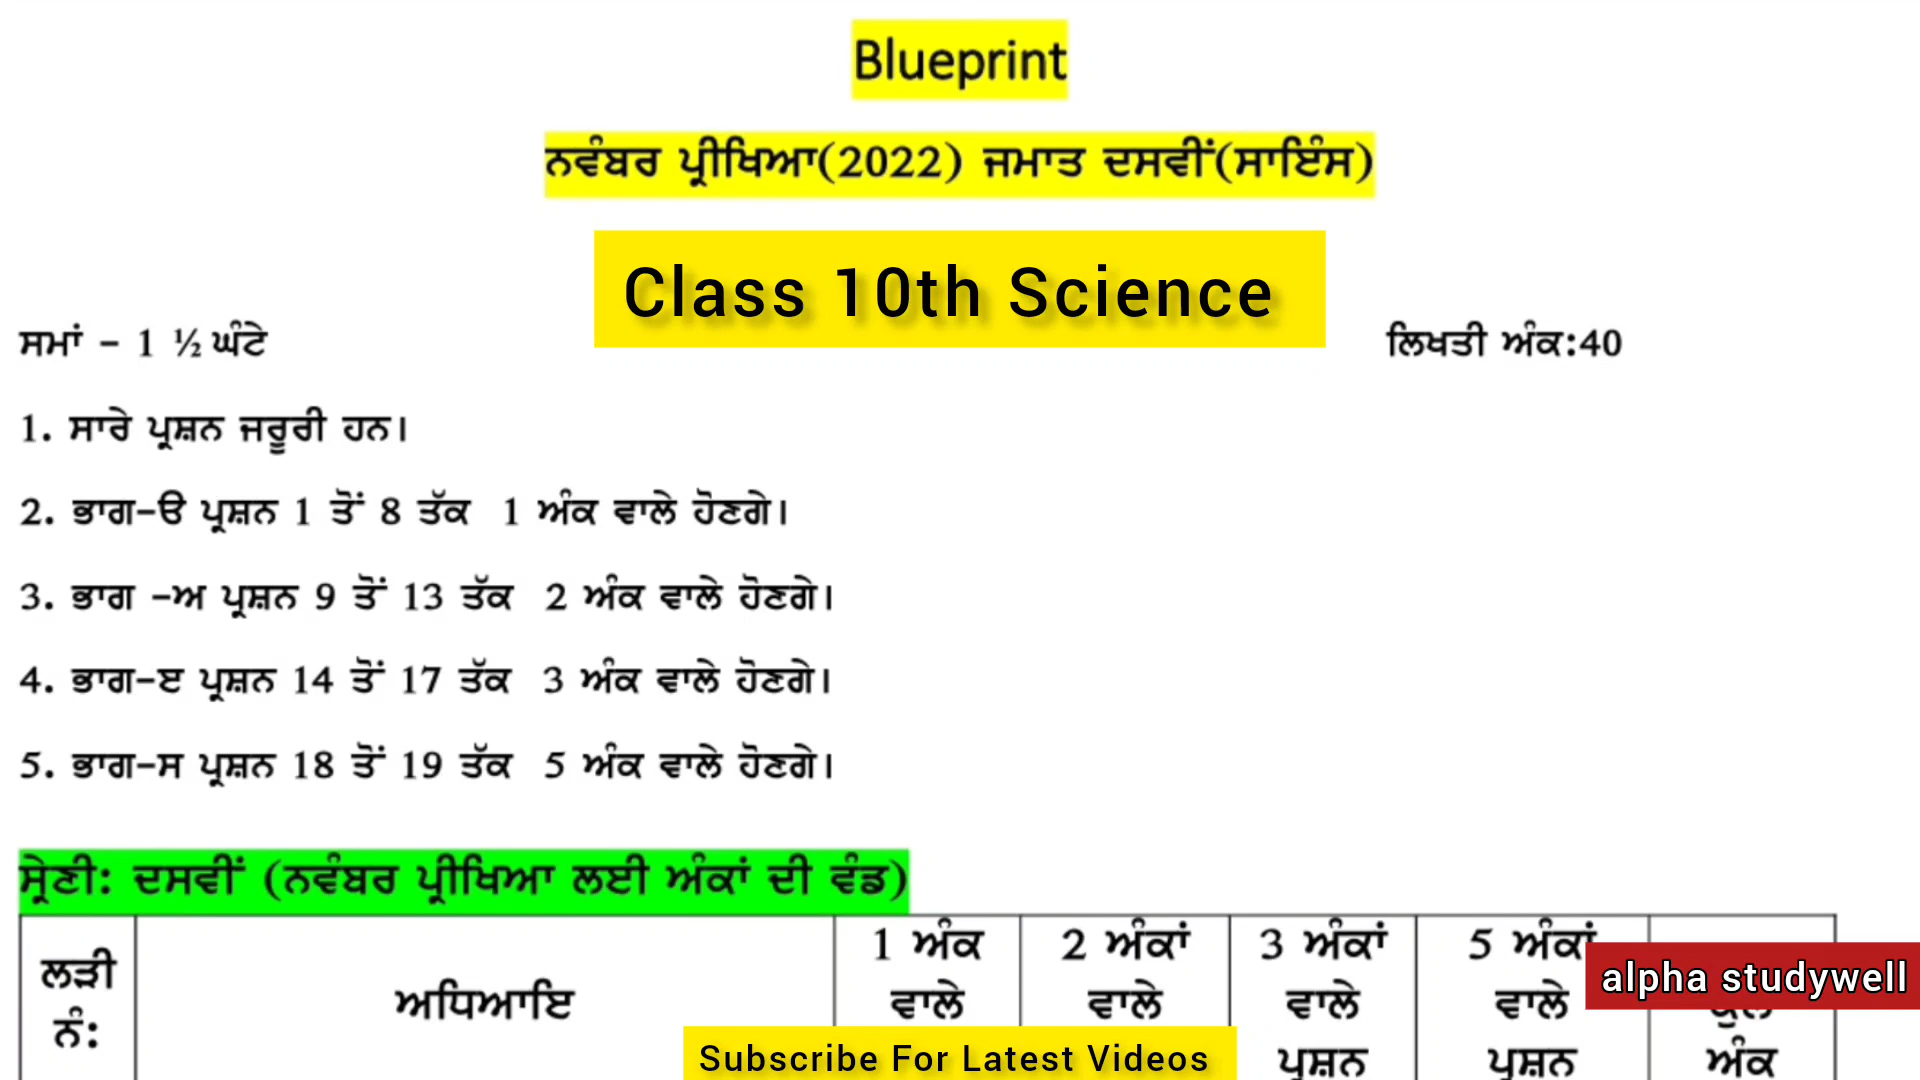 Blueprint
ਨਵੰਬਰ ਪ੍ਰੀਖਿਆ(2022) ਜਮਾਤ ਦਸਵੀਂ(ਸਾਇੰਸ)
Class 10th Science
ਸਮਾਂ - 1 ½ ਘੰਟੇ ਲਿਖਤੀ ਅੰਕ:40
1. ਸਾਰੇ ਪ੍ਰਸ਼ਨ ਜਰੂਰੀ ਹਨ।
2. ਭਾਗ-ੳ ਪ੍ਰਸ਼ਨ 1 ਤੋਂ 8 ਤੱਕ 1 ਅੰਕ ਵਾਲੇ ਹੋਣਗੇ।
3. ਭਾਗ -ਅ ਪ੍ਰਸ਼ਨ 9 ਤੋਂ 13 ਤੱਕ 2 ਅੰਕ ਵਾਲੇ ਹੋਣਗੇ।
4. ਭਾਗ-ੲ ਪ੍ਰਸ਼ਨ 14 ਤੋਂ 17 ਤੱਕ 3 ਅੰਕ ਵਾਲੇ ਹੋਣਗੇ।
5. ਭਾਗ-ਸ ਪ੍ਰਸ਼ਨ 18 ਤੋਂ 19 ਤੱਕ 5 ਅੰਕ ਵਾਲੇ ਹੋਣਗੇ।
ਸ੍ਰੇਣੀ: ਦਸਵੀਂ (ਨਵੰਬਰ ਪ੍ਰੀਖਿਆ ਲਈ ਅੰਕਾਂ ਦੀ ਵੰਡ)
ਲੜੀ
ਨੰ:
ਅਧਿਆਇ
1 ਅੰਕ
ਵਾਲੇ
2 ਅੰਕਾਂ
ਵਾਲੇ
3 ਅੰਕਾਂ
ਵਾਲੇ
ਪ੍ਰਸ਼ਨ
5 ਅੰਕਾਂ
ਵਾਲੇ
ਪ੍ਰਸ਼ਨ
ਅੰਕ
alpha studywell
Subscribe For Latest Videos